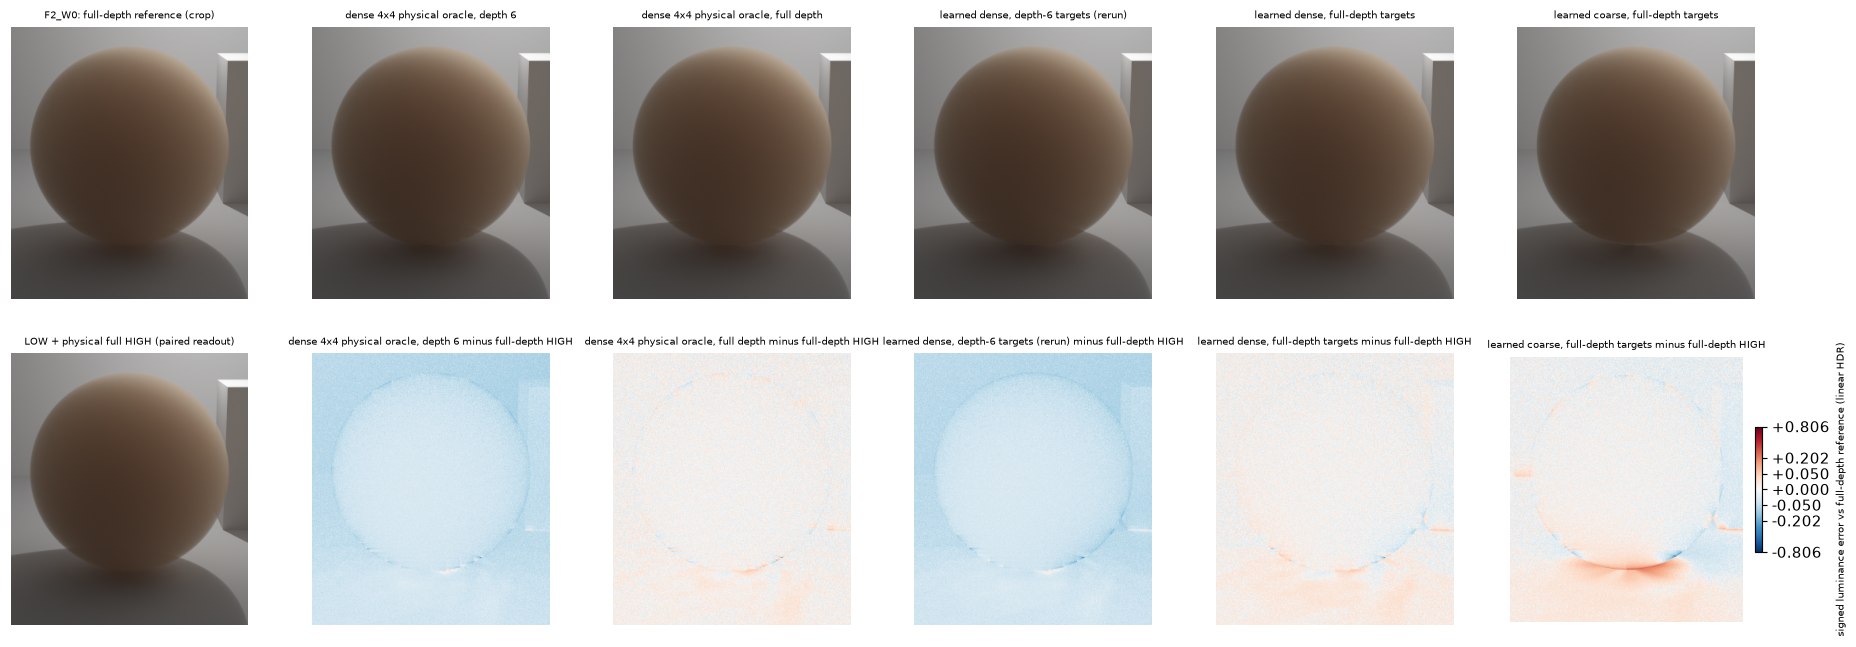 F2_W0: full-depth reference (crop)
dense 4x4 physical oracle, depth 6
dense 4x4 physical oracle, full depth
learned dense, depth-6 targets (rerun)
learned dense, full-depth targets
learned coarse, full-depth targets
LOW + physical full HIGH (paired readout)
dense 4x4 physical oracle, depth 6 minus full-depth HIGH
dense 4x4 physical oracle, full depth minus full-depth HIGH
learned dense, depth-6 targets (rerun) minus full-depth HIGH
learned dense, full-depth targets minus full-depth HIGH
learned coarse, full-depth targets minus full-depth HIGH
+0.806
+0.202
+0.050
+0.000
-0.050
-0.202
-0.806
signed luminance error vs full-depth reference (linear HDR)